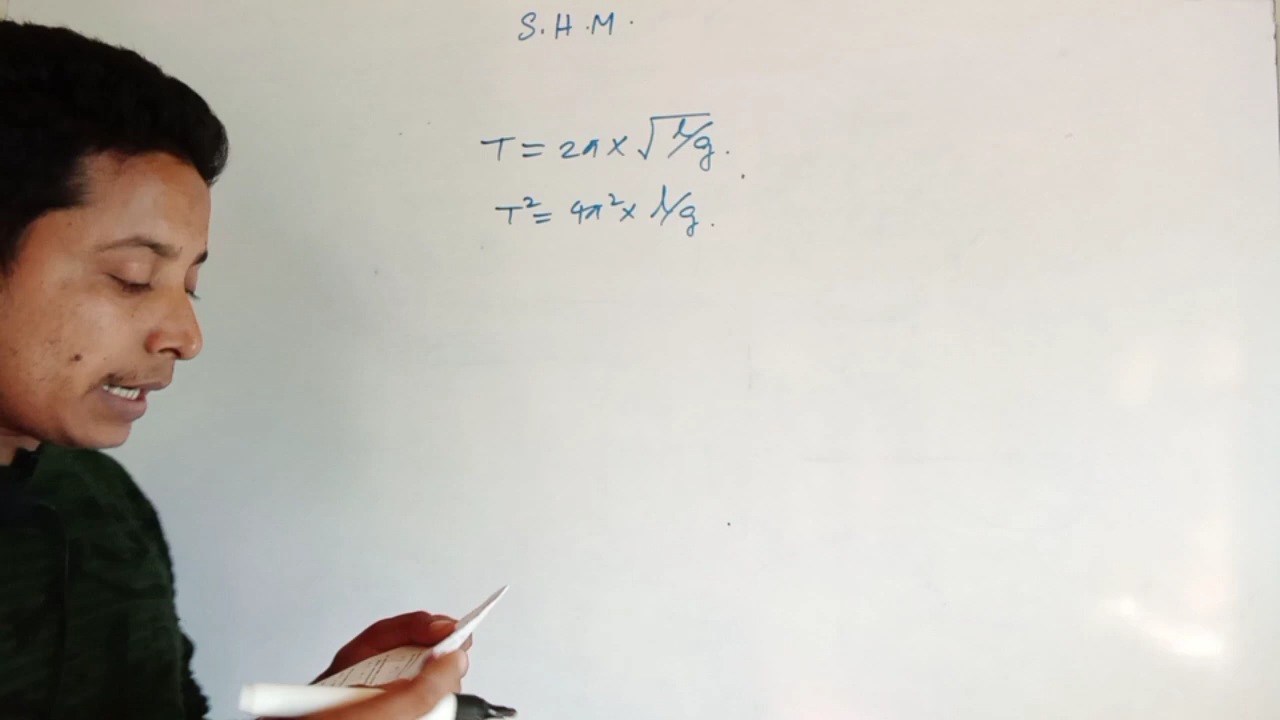 S.H.M.
T = 2π × √l/g.
T² = 4π² × l/g.